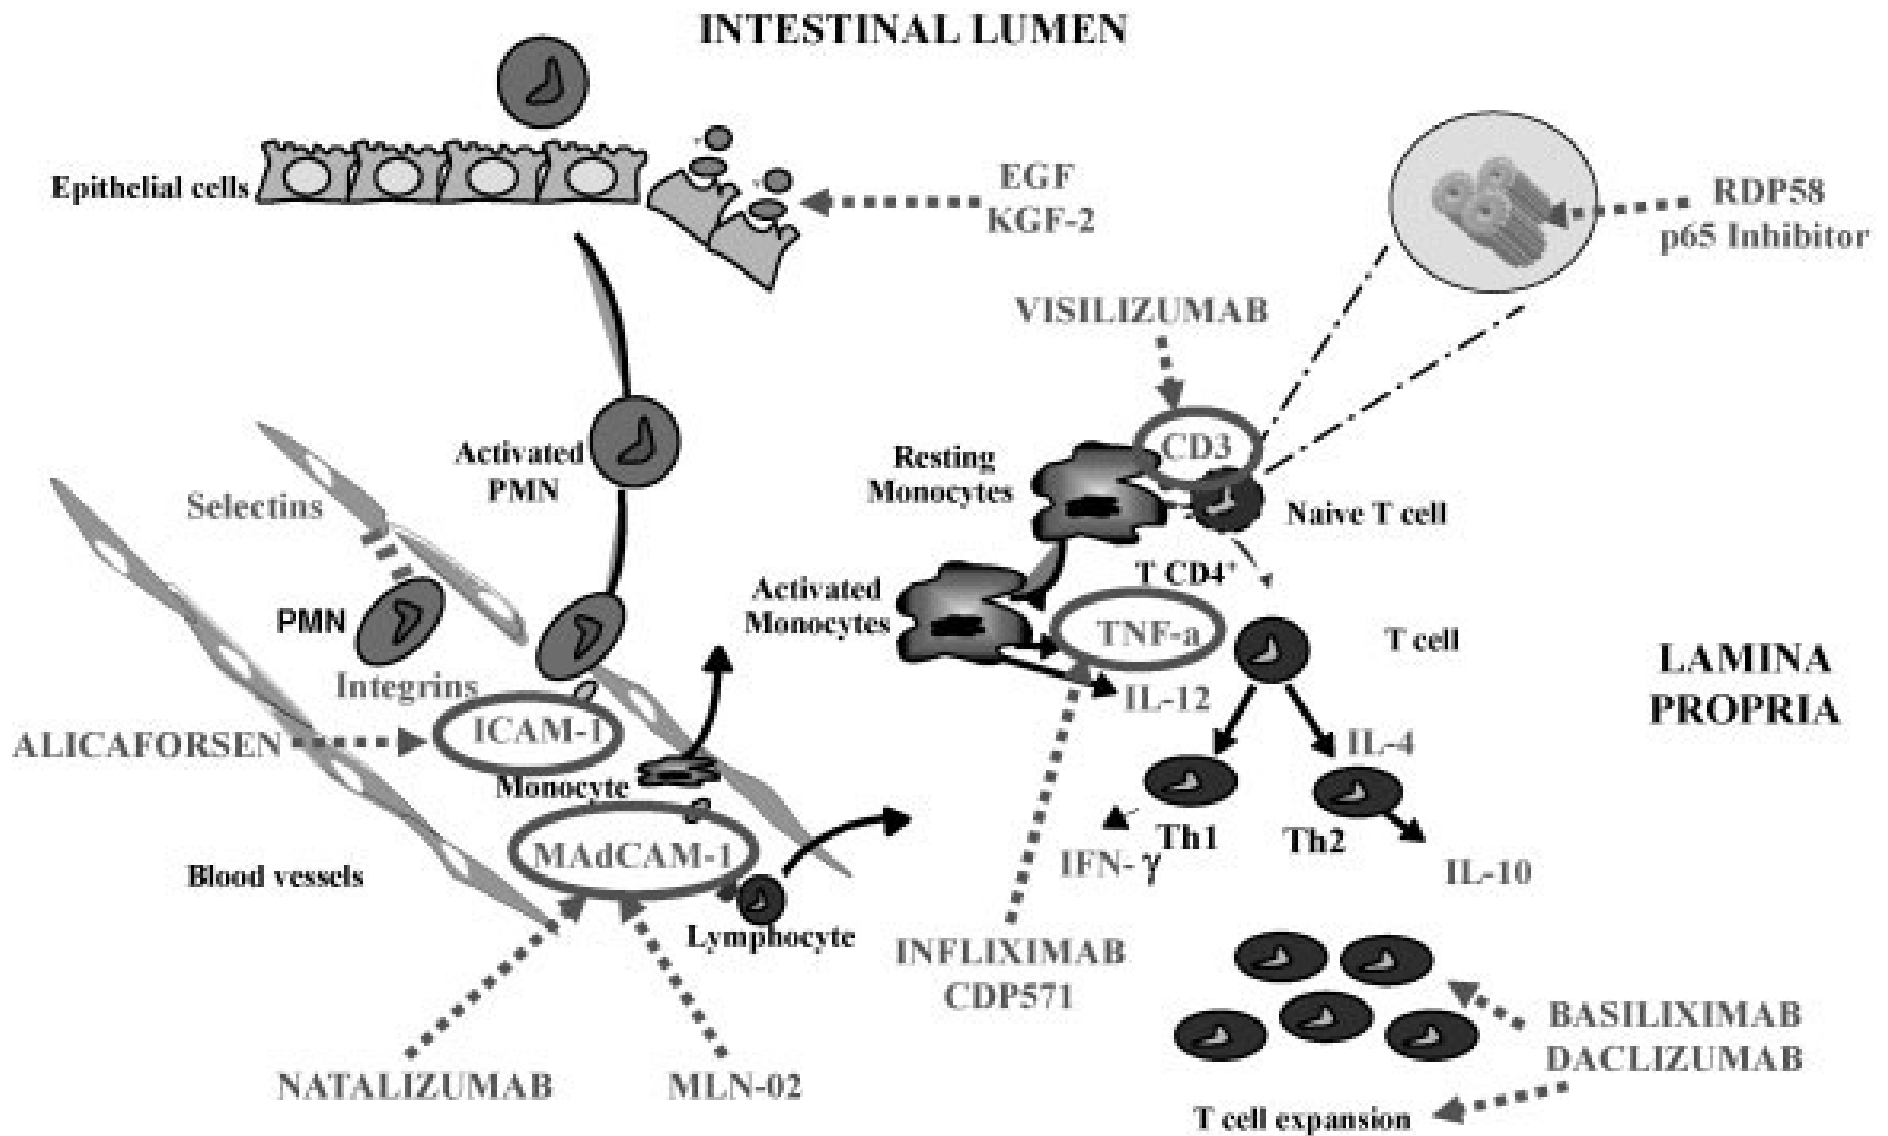 INTESTINAL LUMEN
Epithelial cells
EGF
KGF-2
RDP58
p65 Inhibitor
VISILIZUMAB
CD3
Resting
Monocytes
Naive T cell
Activated
PMN
Selectins
PMN
Integrins
T CD4+
Activated
Monocytes
TNF-a
T cell
IL-12
LAMINA
PROPRIA
ALICAFORSEN
ICAM-1
Monocyte
IL-4
MAdCAM-1
Th1
Th2
IFN-γ
IL-10
Blood vessels
Lymphocyte
INFLIXIMAB
CDP571
BASILIXIMAB
DACLIZUMAB
NATALIZUMAB
MLN-02
T cell expansion